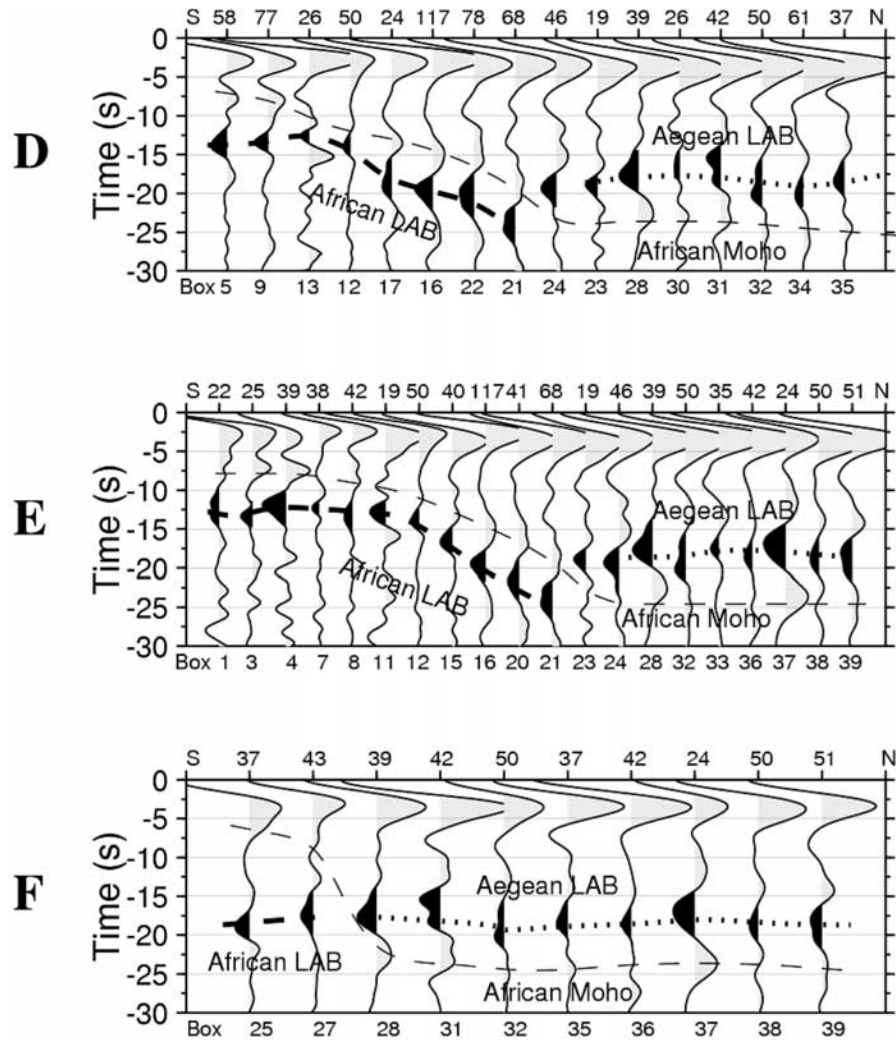 S 58 77 26 50 24 117 78 68 46 19 39 26 42 50 61 37 N
0
-5
-10
-15
-20
-25
-30
Time (s)
D
Aegean LAB
African LAB
African Moho
Box 5 9 13 12 17 16 22 21 24 23 28 30 31 32 34 35
S 22 25 39 38 42 19 50 40 117 41 68 19 46 39 50 35 42 24 50 51 N
0
-5
-10
-15
-20
-25
-30
Time (s)
E
Aegean LAB
African LAB
African Moho
Box 1 3 4 7 8 11 12 15 16 20 21 23 24 28 32 33 36 37 38 39
S 37 43 39 42 50 37 42 24 50 51 N
0
-5
-10
-15
-20
-25
-30
Time (s)
F
Aegean LAB
African LAB
African Moho
Box 25 27 28 31 32 35 36 37 38 39